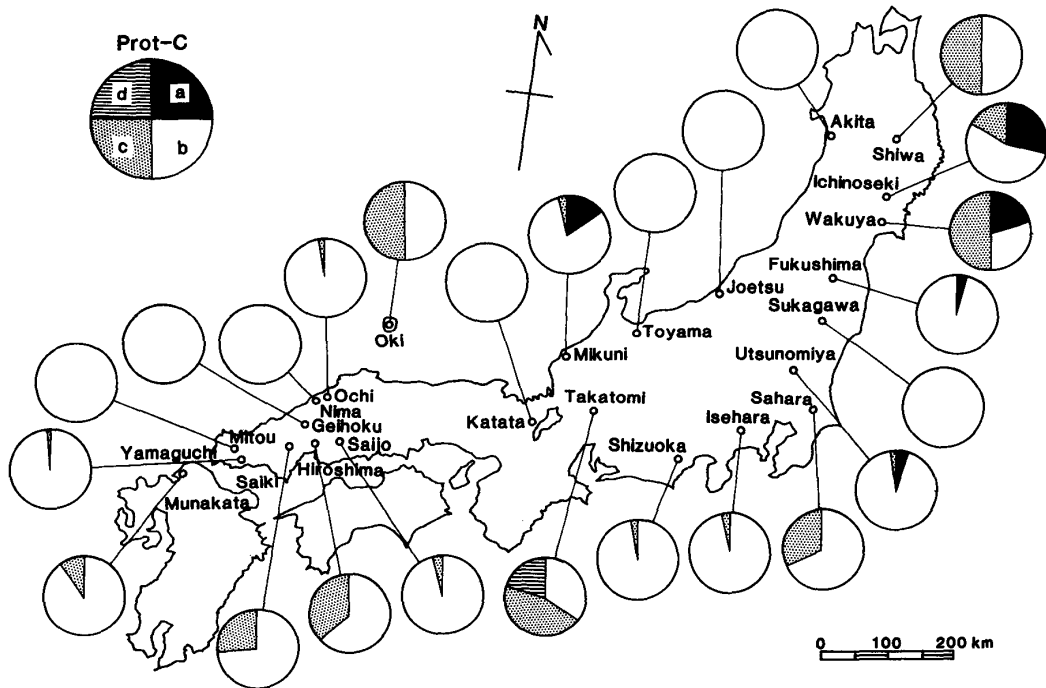 N
Prot-C
d a
c b
Akita
Shiwa
Ichinoseki
Wakuya
Fukushima
Sukagawa
Joetsu
Toyama
Oki
Mikuni
Utsunomiya
Ochi
Nima
Geihoku
Takatomi
Sahara
Katata
Isehara
Mitou
Saijo
Shizuoka
Yamaguchi
Hiroshima
Saiki
Munakata
0 100 200 km